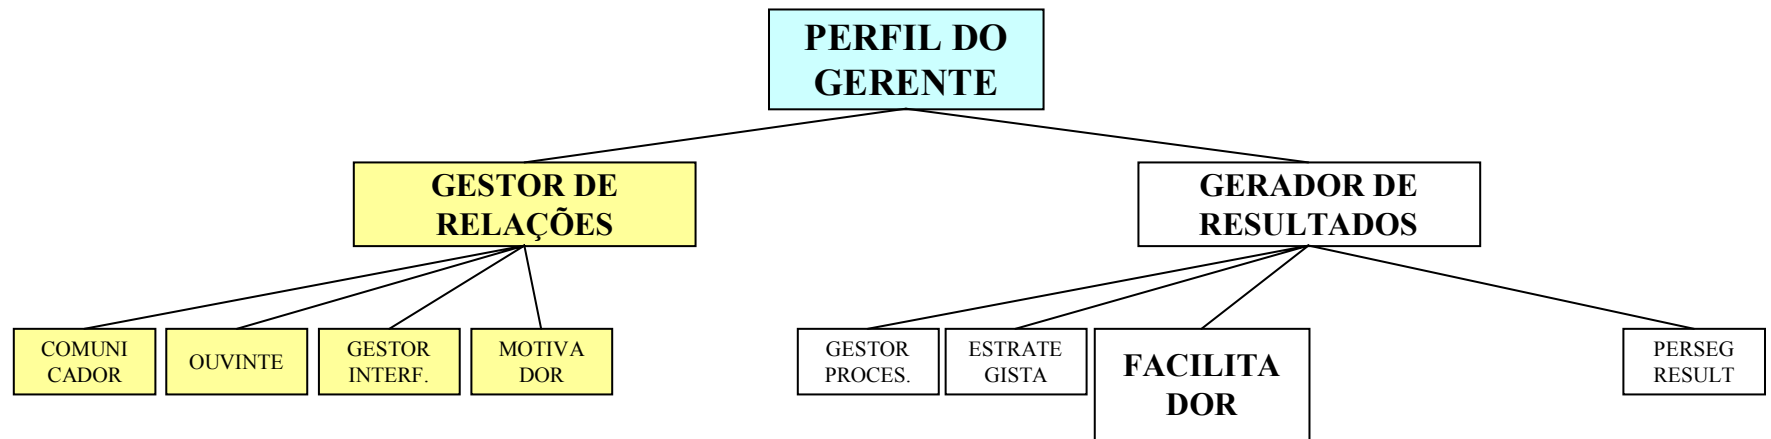 PERFIL DO
GERENTE
GESTOR DE
RELAÇÕES
GERADOR DE
RESULTADOS
COMUNI
CADOR
OUVINTE
GESTOR
INTERF.
MOTIVA
DOR
GESTOR
PROCES.
ESTRATE
GISTA
FACILITA
DOR
PERSEG
RESULT